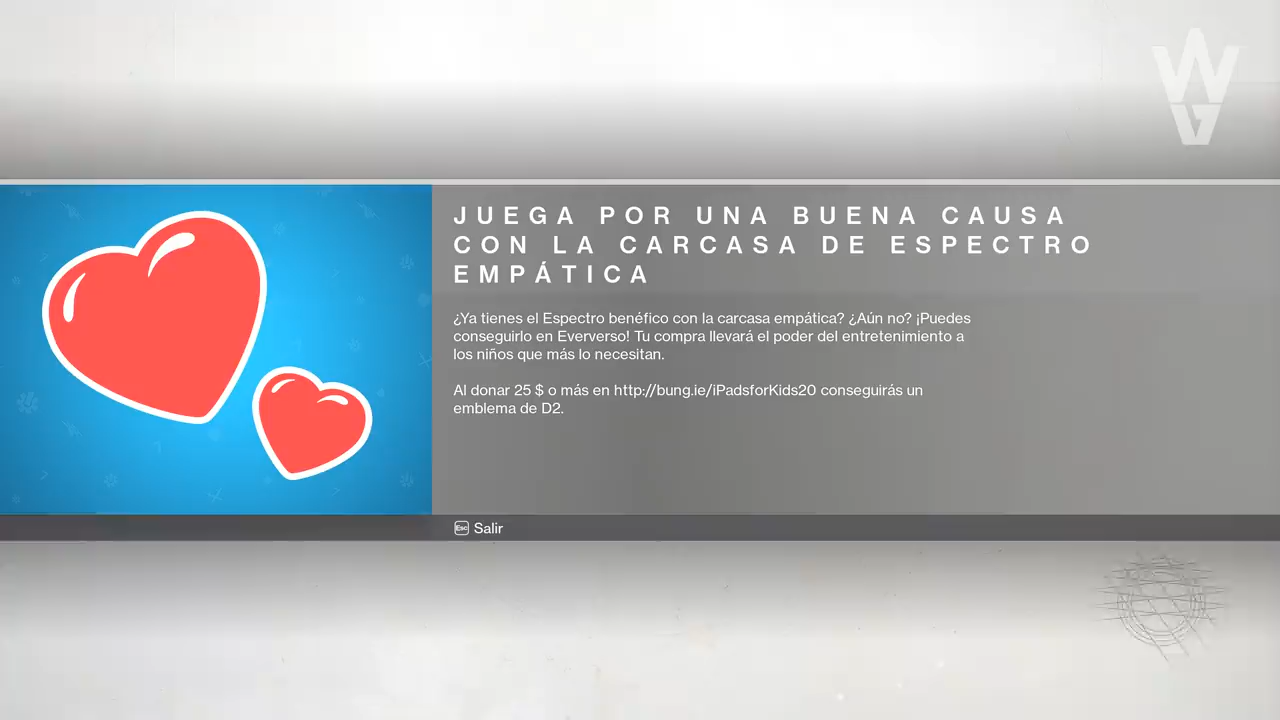 JUEGA POR UNA BUENA CAUSA
CON LA CARCASA DE ESPECTRO
EMPÁTICA
¿Ya tienes el Espectro benéfico con la carcasa empática? ¿Aún no? ¡Puedes
conseguirlo en Eververso! Tu compra llevará el poder del entretenimiento a
los niños que más lo necesitan.
Al donar 25 $ o más en http://bung.ie/iPadsforKids20 conseguirás un
emblema de D2.
Esc Salir